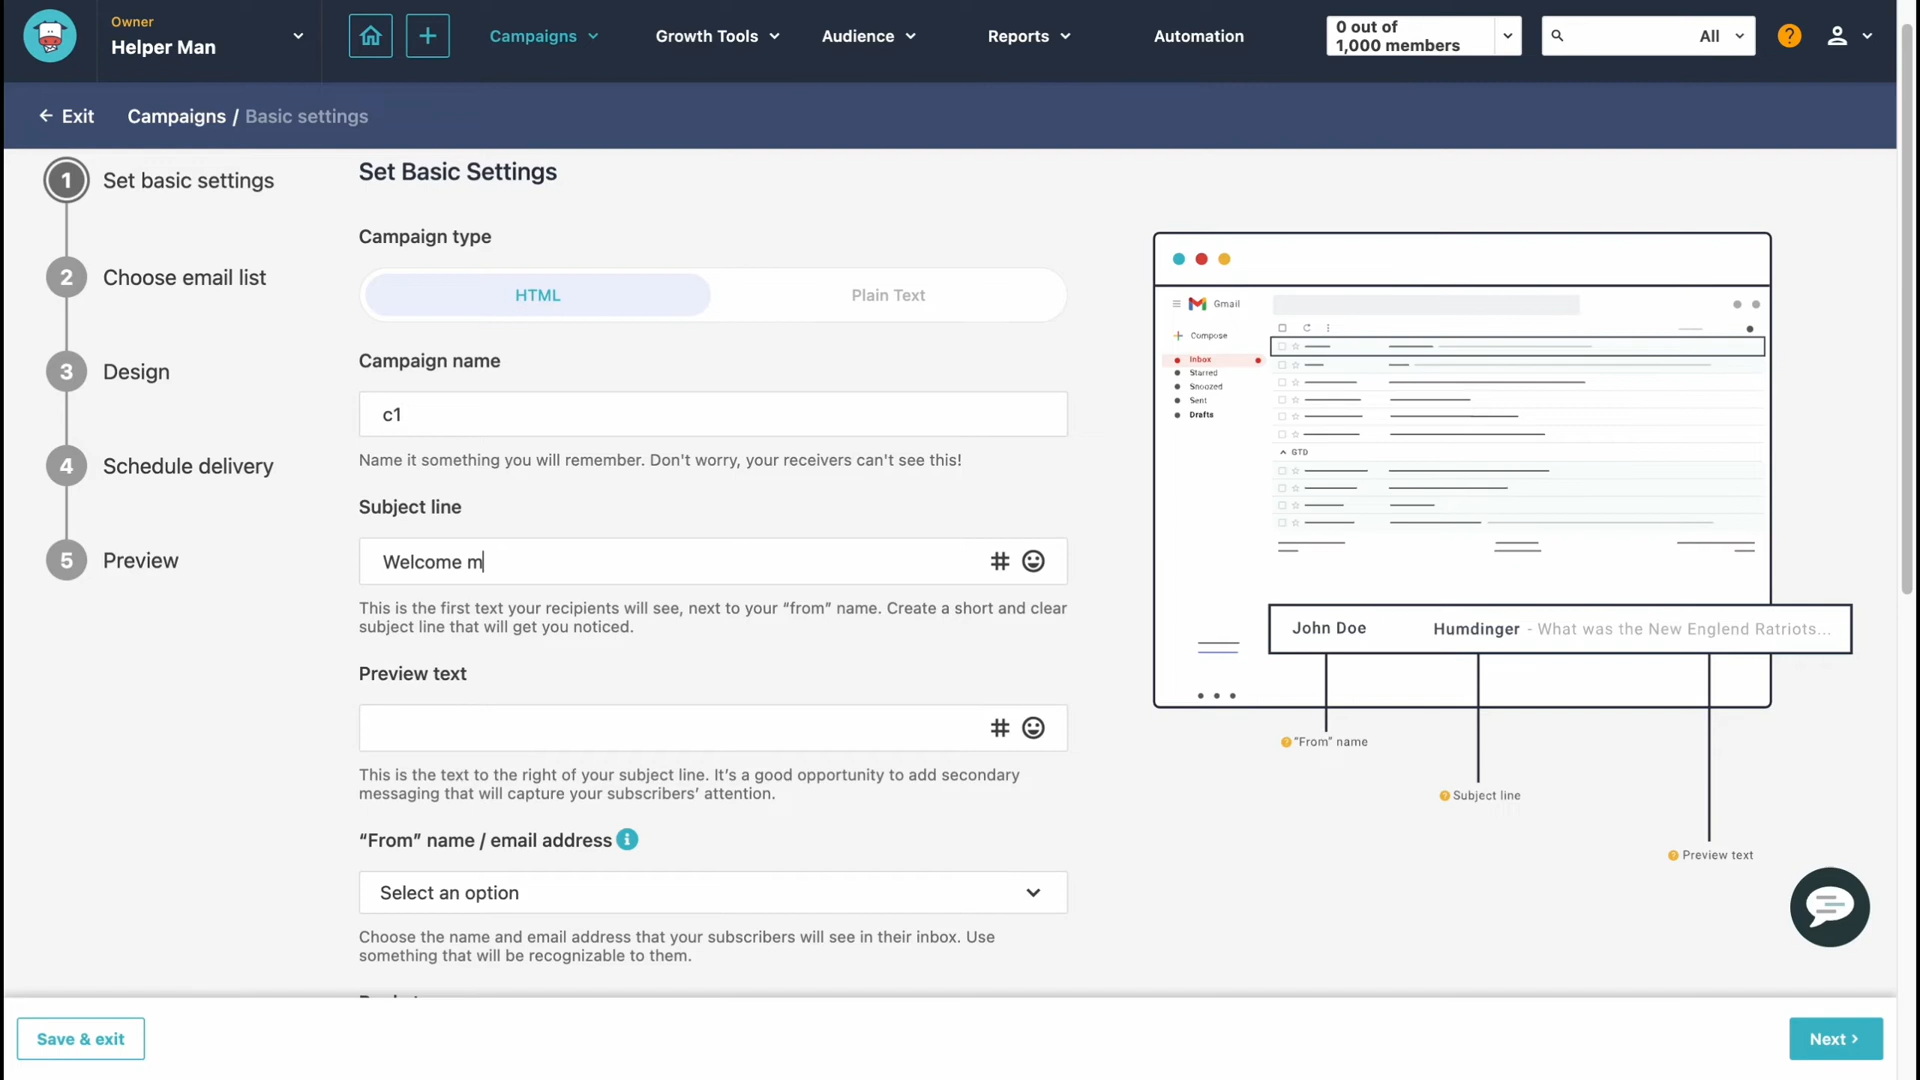 Owner
Helper Man
Campaigns
Growth Tools
Audience
Reports
Automation
0 out of
1,000 members
All
?
← Exit
Campaigns / Basic settings
1 Set basic settings
2 Choose email list
3 Design
4 Schedule delivery
5 Preview
Set Basic Settings
Campaign type
HTML
Plain Text
Campaign name
c1
Name it something you will remember. Don't worry, your receivers can't see this!
Subject line
Welcome m
This is the first text your recipients will see, next to your “from” name. Create a short and clear
subject line that will get you noticed.
Preview text
This is the text to the right of your subject line. It’s a good opportunity to add secondary
messaging that will capture your subscribers’ attention.
“From” name / email address
Select an option
Choose the name and email address that your subscribers will see in their inbox. Use
something that will be recognizable to them.
Gmail
Compose
Inbox
Starred
Snoozed
Sent
Drafts
GTD
John Doe
Humdinger - What was the New Englend Ratriots...
“From” name
Subject line
Preview text
Save & exit
Next >